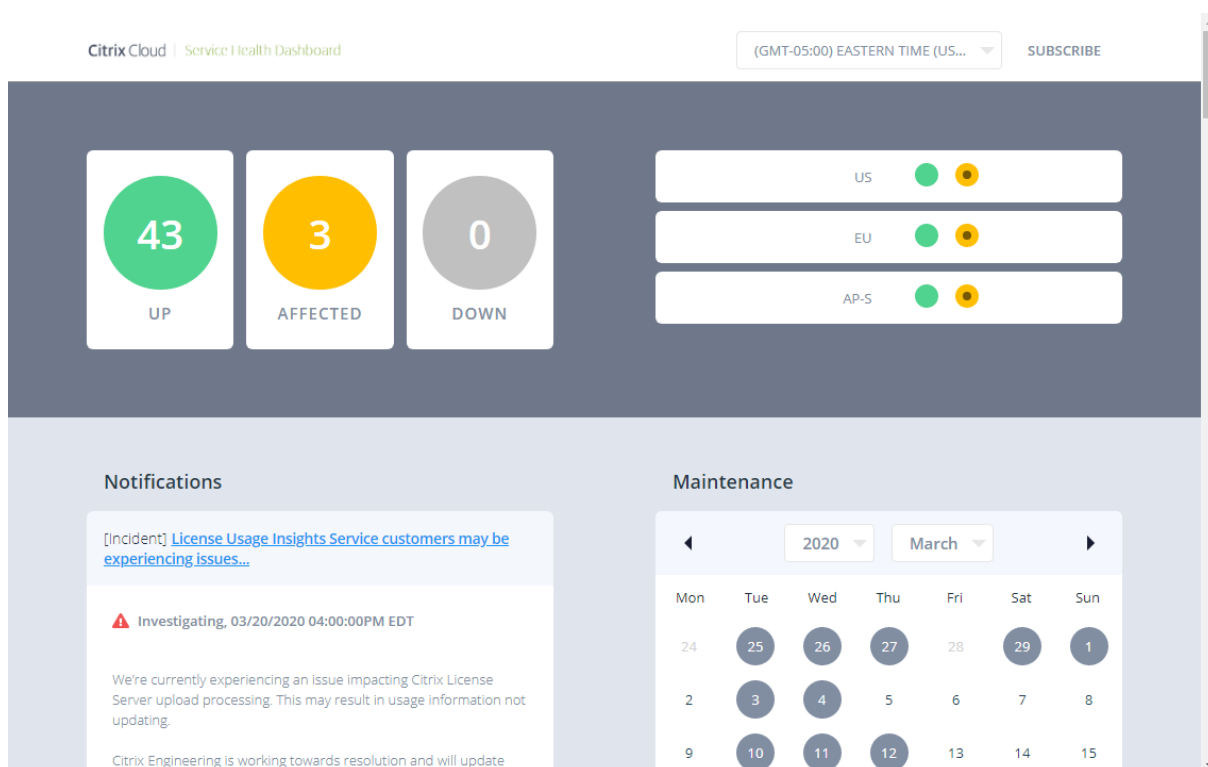 Citrix Cloud | Service Health Dashboard
(GMT-05:00) EASTERN TIME (US...
SUBSCRIBE
43
UP
3
AFFECTED
0
DOWN
US
EU
AP-S
Notifications
[Incident] License Usage Insights Service customers may be
experiencing issues...
Investigating, 03/20/2020 04:00:00PM EDT
We're currently experiencing an issue impacting Citrix License
Server upload processing. This may result in usage information not
updating.
Citrix Engineering is working towards resolution and will update
Maintenance
2020 March
Mon Tue Wed Thu Fri Sat Sun
24 25 26 27 28 29 1
2 3 4 5 6 7 8
9 10 11 12 13 14 15